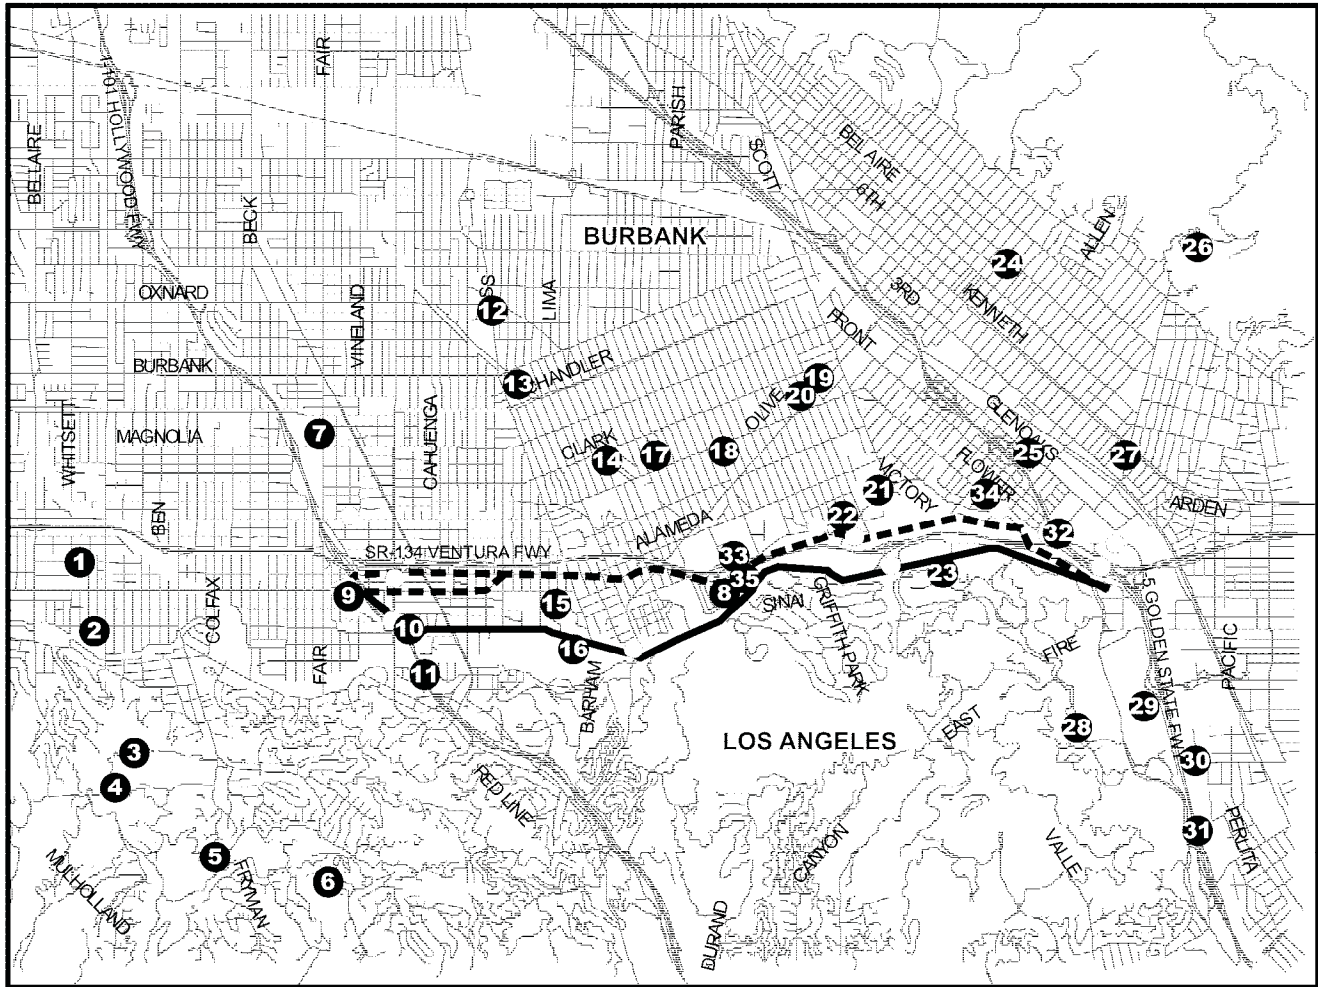 FAIR
I-101 HOLLYWOOD FWY
BELLAIRE
PARISH
SCOTT
BEL AIRE
6TH
BECK
BURBANK
ALLEN
26
24
OXNARD
VINELAND
SS
12
LIMA
3RD
KENNETH
FRONT
BURBANK
13
CHANDLER
19
20
OLIVE
GLENOAKS
MAGNOLIA
7
CAHUENGA
WHITSETT
CLARK
14
17
18
25
27
FLOWER
VICTORY
21
34
ARDEN
BEN
22
ALAMEDA
32
SR-134 VENTURA FWY
1
33
35
8
23
9
15
SINAI
GRIFFITH PARK
COLFAX
2
10
16
FIRE
5 GOLDEN STATE FWY
PACIFIC
FAIR
11
BARHAM
29
EAST
28
LOS ANGELES
3
4
30
RED LINE
31
PERLITA
5
MULHOLLAND
FRYMAN
6
CANYON
VALLE
DURAND